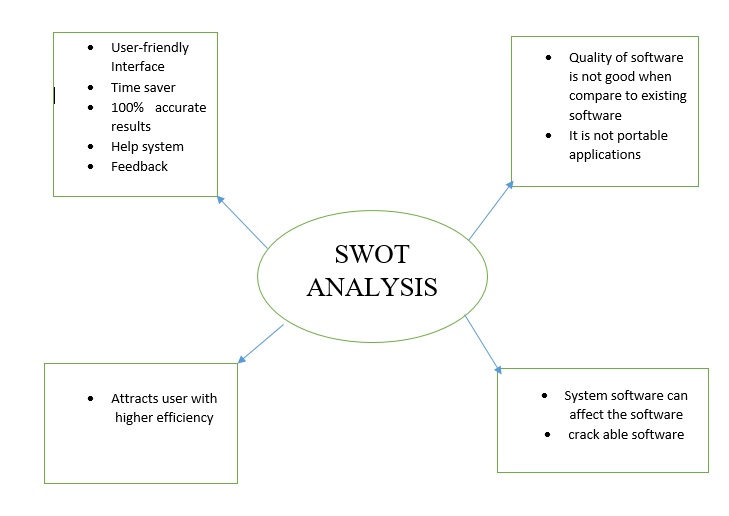 • User-friendly
Interface
• Time saver
• 100% accurate
results
• Help system
• Feedback
• Quality of software
is not good when
compare to existing
software
• It is not portable
applications
SWOT
ANALYSIS
• Attracts user with
higher efficiency
• System software can
affect the software
• crack able software